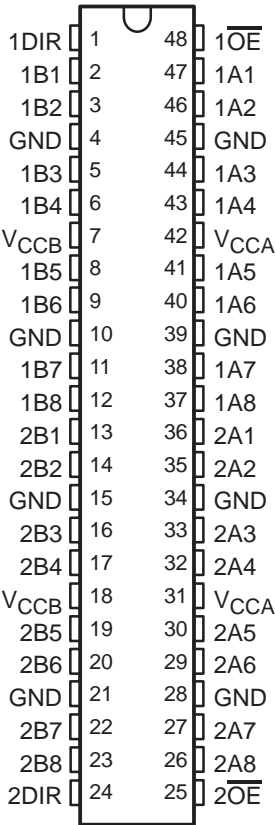 1DIR 1 48 1O̅E̅
1B1 2 47 1A1
1B2 3 46 1A2
GND 4 45 GND
1B3 5 44 1A3
1B4 6 43 1A4
VCCB 7 42 VCCA
1B5 8 41 1A5
1B6 9 40 1A6
GND 10 39 GND
1B7 11 38 1A7
1B8 12 37 1A8
2B1 13 36 2A1
2B2 14 35 2A2
GND 15 34 GND
2B3 16 33 2A3
2B4 17 32 2A4
VCCB 18 31 VCCA
2B5 19 30 2A5
2B6 20 29 2A6
GND 21 28 GND
2B7 22 27 2A7
2B8 23 26 2A8
2DIR 24 25 2O̅E̅